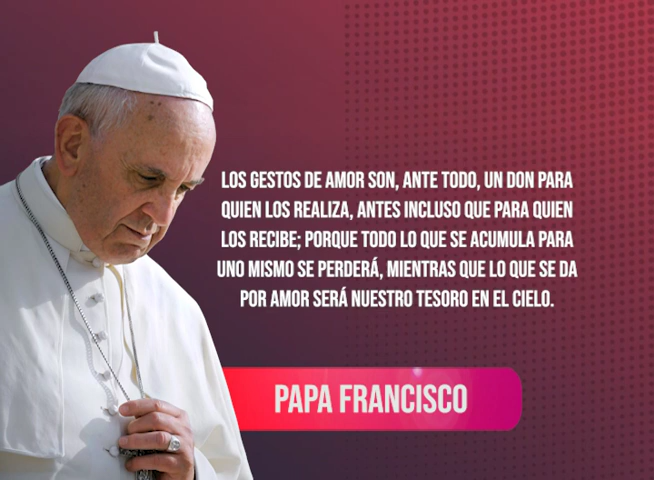 LOS GESTOS DE AMOR SON, ANTE TODO, UN DON PARA
QUIEN LOS REALIZA, ANTES INCLUSO QUE PARA QUIEN
LOS RECIBE; PORQUE TODO LO QUE SE ACUMULA PARA
UNO MISMO SE PERDERÁ, MIENTRAS QUE LO QUE SE DA
POR AMOR SERÁ NUESTRO TESORO EN EL CIELO.
PAPA FRANCISCO